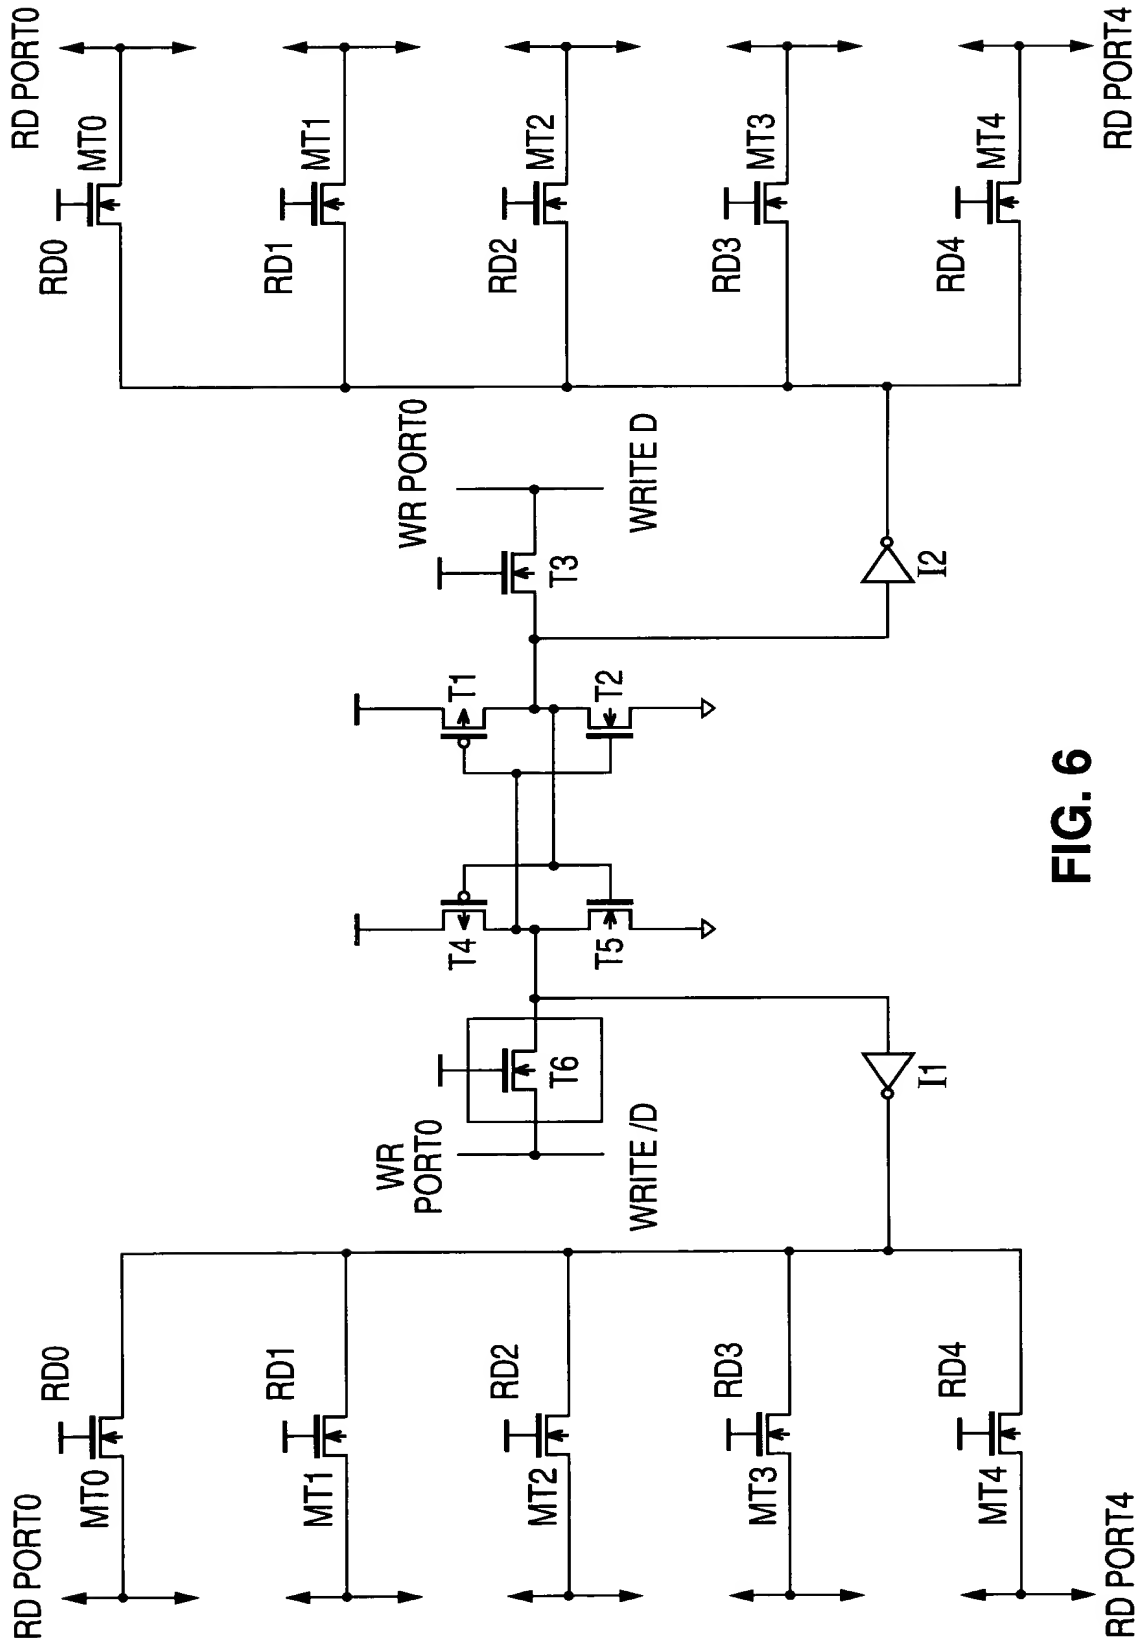 RD PORT0
RD PORT0
RD0
RD0
MT0
MT0
RD1
RD1
MT1
MT1
WR
PORT0
WR PORT0
T4
T1
RD2
RD2
MT2
MT2
T6
T3
T5
T2
WRITE /D
WRITE D
RD3
RD3
MT3
MT3
I1
I2
RD4
RD4
MT4
MT4
RD PORT4
RD PORT4
FIG. 6